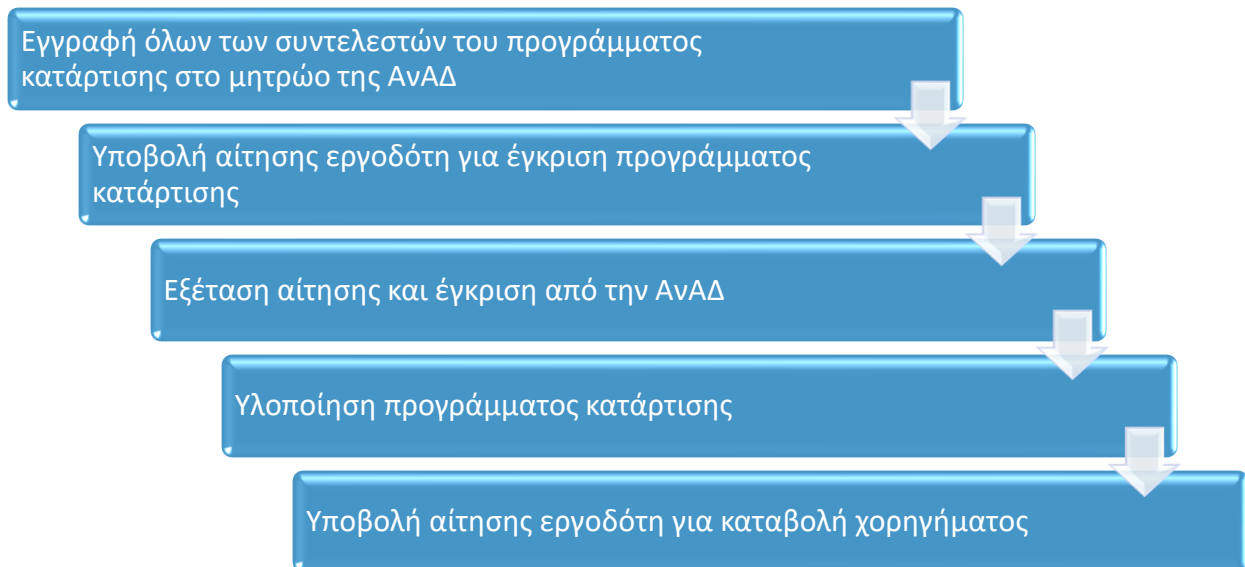 Εγγραφή όλων των συντελεστών του προγράμματος
κατάρτισης στο μητρώο της ΑνΑΔ
Υποβολή αίτησης εργοδότη για έγκριση προγράμματος
κατάρτισης
Εξέταση αίτησης και έγκριση από την ΑνΑΔ
Υλοποίηση προγράμματος κατάρτισης
Υποβολή αίτησης εργοδότη για καταβολή χορηγήματος